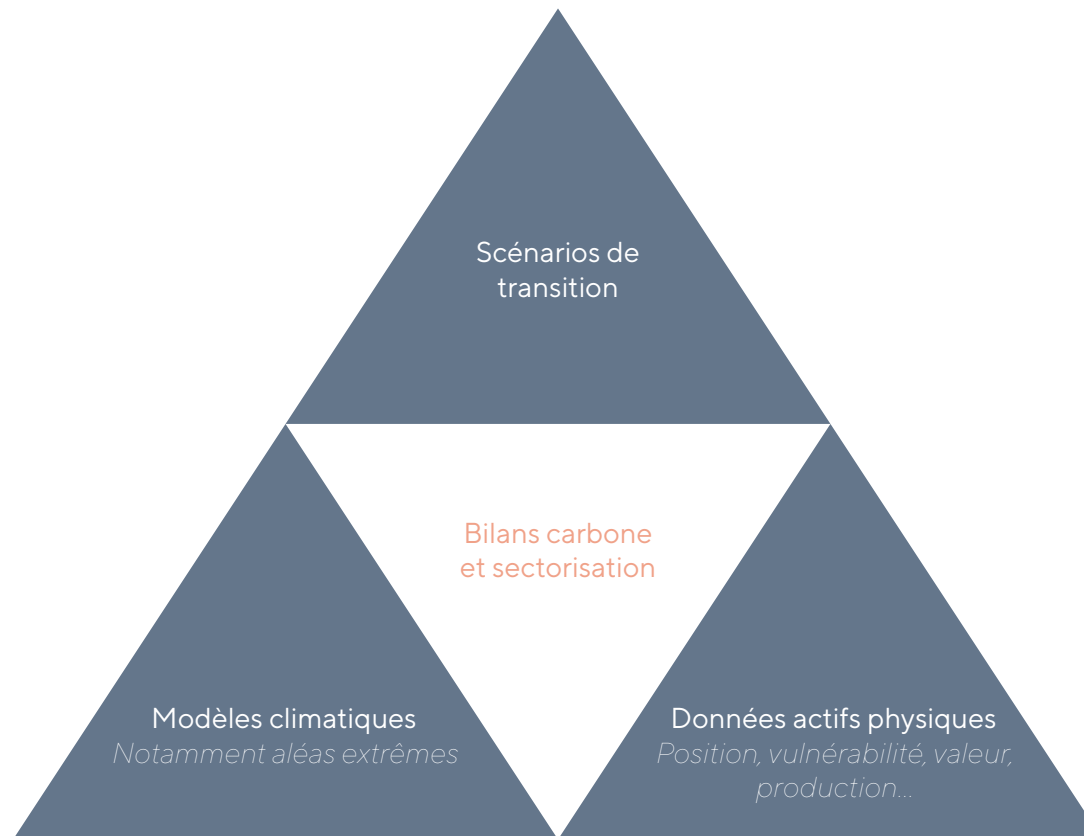 Scénarios de
transition
Bilans carbone
et sectorisation
Modèles climatiques
Notamment aléas extrêmes
Données actifs physiques
Position, vulnérabilité, valeur,
production...